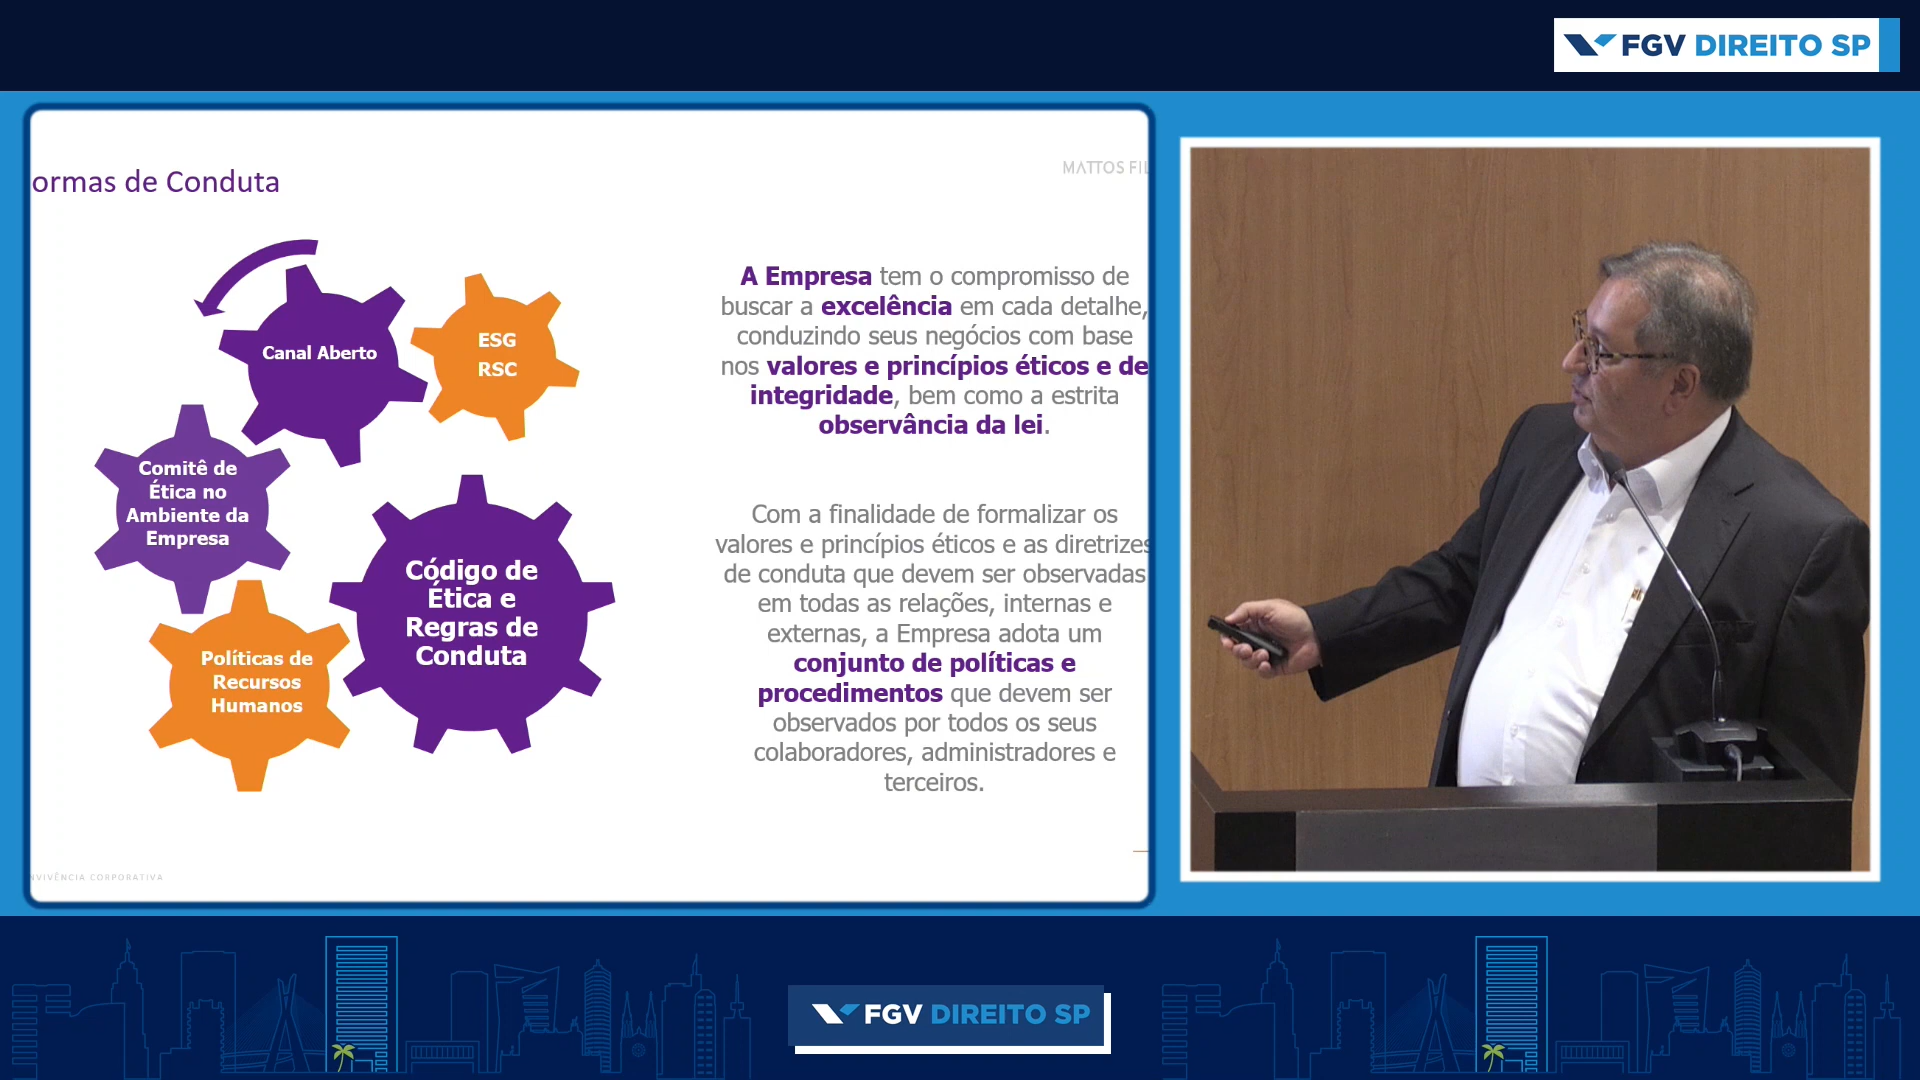 FGV DIREITO SP
ormas de Conduta
MATTOS FIL
Canal Aberto
ESG
RSC
Comitê de
Ética no
Ambiente da
Empresa
Código de
Ética e
Regras de
Conduta
Políticas de
Recursos
Humanos
A Empresa tem o compromisso de
buscar a excelência em cada detalhe,
conduzindo seus negócios com base
nos valores e princípios éticos e de
integridade, bem como a estrita
observância da lei.
Com a finalidade de formalizar os
valores e princípios éticos e as diretrizes
de conduta que devem ser observadas
em todas as relações, internas e
externas, a Empresa adota um
conjunto de políticas e
procedimentos que devem ser
observados por todos os seus
colaboradores, administradores e
terceiros.
NVIVÊNCIA CORPORATIVA
FGV DIREITO SP